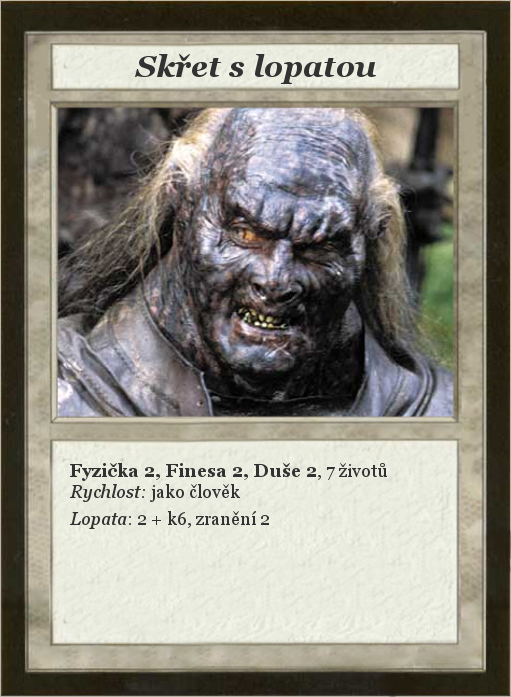 Skřet s lopatou
Fyzička 2, Finesa 2, Duše 2, 7 životů
Rychlost: jako člověk
Lopata: 2 + k6, zranění 2